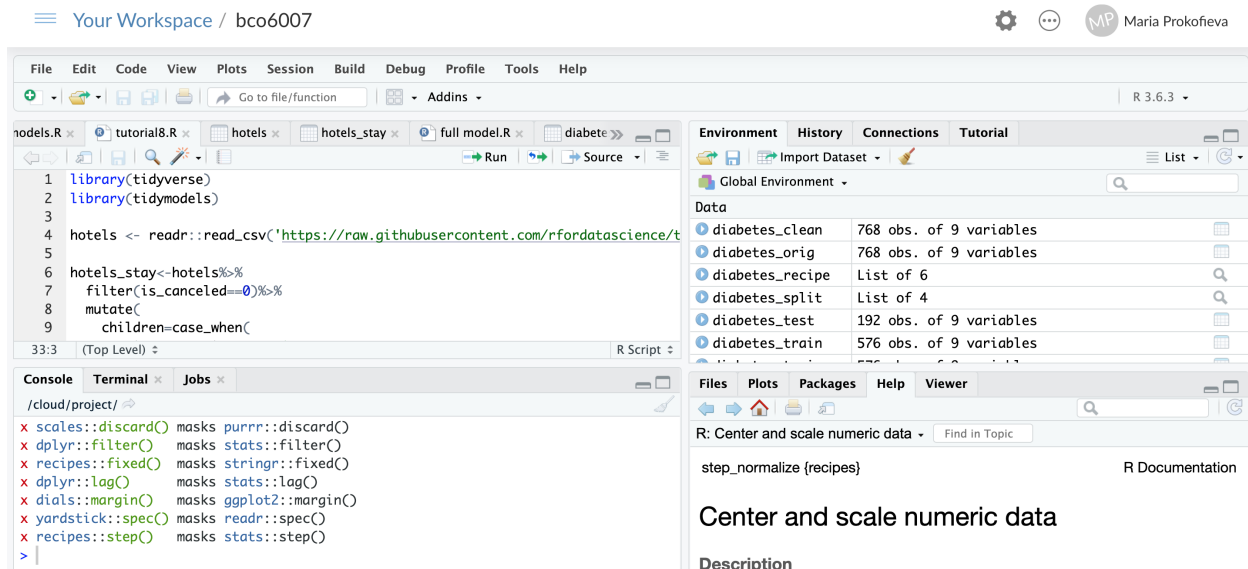 Your Workspace / bco6007
MP Maria Prokofieva
File Edit Code View Plots Session Build Debug Profile Tools Help
Go to file/function Addins R 3.6.3
nodels.R tutorial8.R hotels hotels_stay full model.R diabete
Run Source
1 library(tidyverse)
2 library(tidymodels)
3
4 hotels <- readr::read_csv('https://raw.githubusercontent.com/rfordatascience/t
5
6 hotels_stay<-hotels%>%
7 filter(is_canceled==0)%>%
8 mutate(
9 children=case_when(
33:3 (Top Level) R Script
Console Terminal Jobs
/cloud/project/
x scales::discard() masks purrr::discard()
x dplyr::filter() masks stats::filter()
x recipes::fixed() masks stringr::fixed()
x dplyr::lag() masks stats::lag()
x dials::margin() masks ggplot2::margin()
x yardstick::spec() masks readr::spec()
x recipes::step() masks stats::step()
>
Environment History Connections Tutorial
Import Dataset List
Global Environment
Data
diabetes_clean 768 obs. of 9 variables
diabetes_orig 768 obs. of 9 variables
diabetes_recipe List of 6
diabetes_split List of 4
diabetes_test 192 obs. of 9 variables
diabetes_train 576 obs. of 9 variables
Files Plots Packages Help Viewer
R: Center and scale numeric data Find in Topic
step_normalize {recipes} R Documentation
Center and scale numeric data
Description